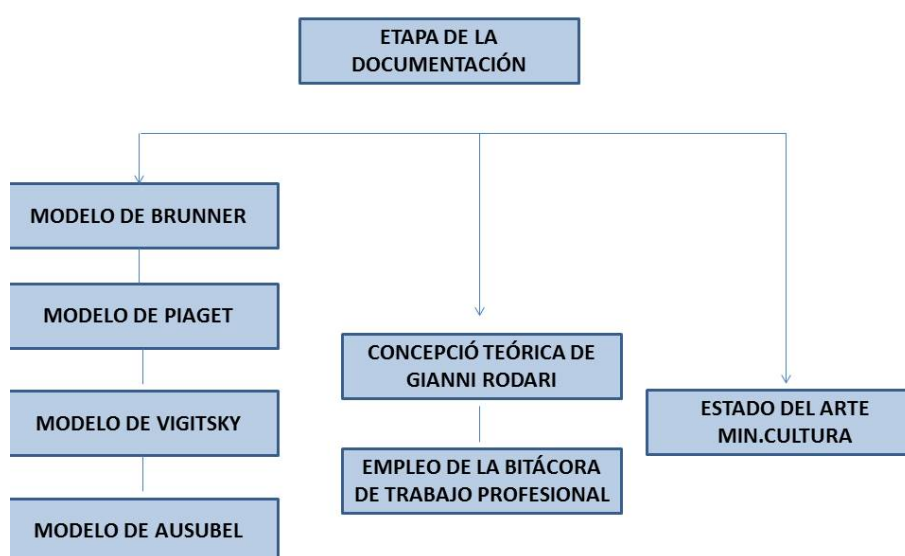 ETAPA DE LA
DOCUMENTACIÓN
MODELO DE BRUNNER
MODELO DE PIAGET
MODELO DE VIGITSKY
MODELO DE AUSUBEL
CONCEPCIÓ TEÓRICA DE
GIANNI RODARI
EMPLEO DE LA BITÁCORA
DE TRABAJO PROFESIONAL
ESTADO DEL ARTE
MIN.CULTURA